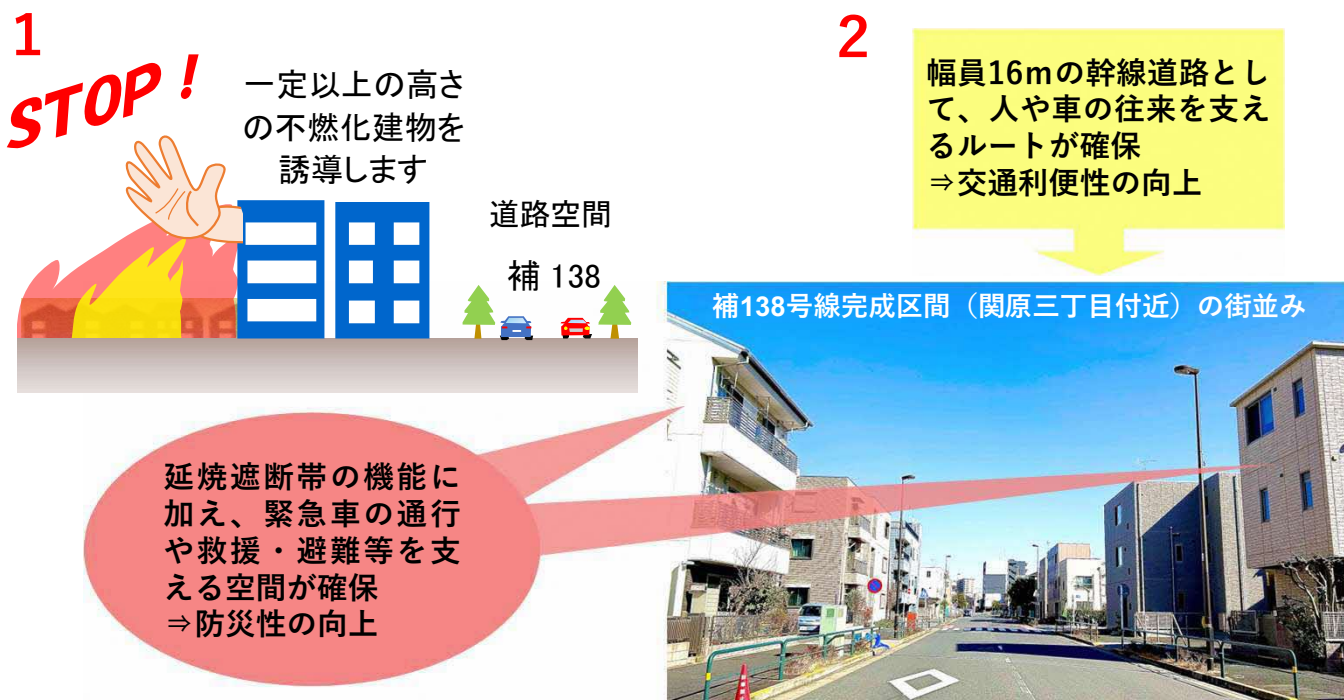 1
STOP！
一定以上の高さ
の不燃化建物を
誘導します
道路空間
補 138
2
幅員16mの幹線道路とし
て、人や車の往来を支え
るルートが確保
⇒交通利便性の向上
補138号線完成区間（関原三丁目付近）の街並み
延焼遮断帯の機能に
加え、緊急車の通行
や救援・避難等を支
える空間が確保
⇒防災性の向上